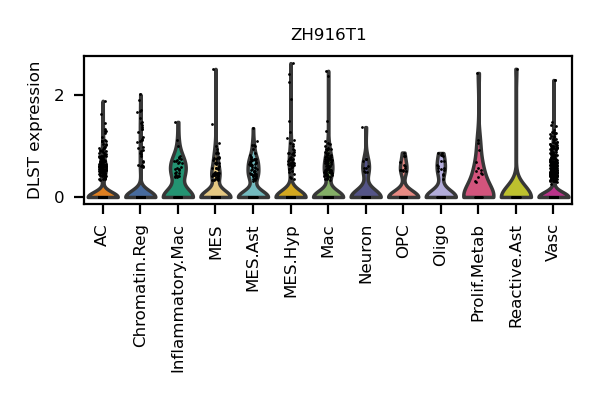 ZH916T1
DLST expression
2
0
AC
Chromatin.Reg
Inflammatory.Mac
MES
MES.Ast
MES.Hyp
Mac
Neuron
OPC
Oligo
Prolif.Metab
Reactive.Ast
Vasc